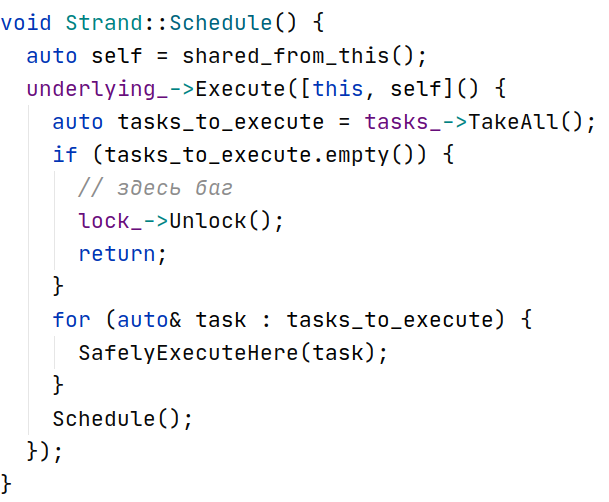 void Strand::Schedule() {
  auto self = shared_from_this();
  underlying_->Execute([this, self]() {
    auto tasks_to_execute = tasks_->TakeAll();
    if (tasks_to_execute.empty()) {
      // здесь баг
      lock_->Unlock();
      return;
    }
    for (auto& task : tasks_to_execute) {
      SafelyExecuteHere(task);
    }
    Schedule();
  });
}